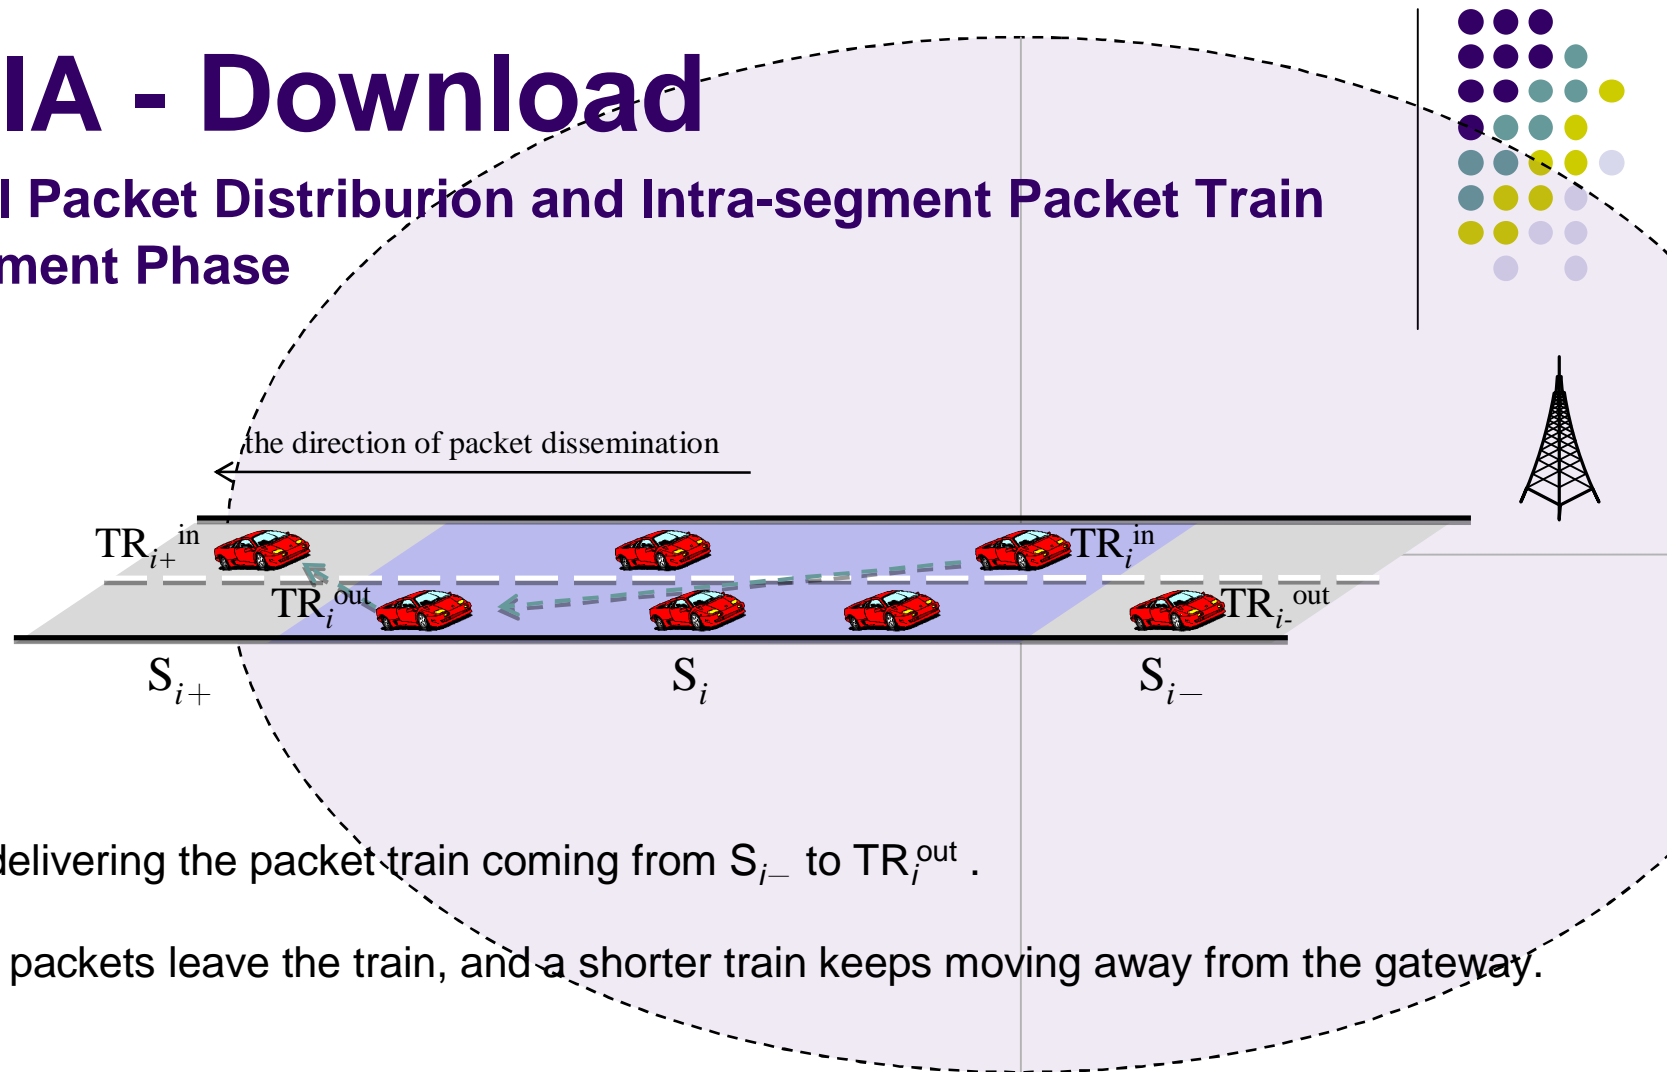 IA - Download
l Packet Distriburion and Intra-segment Packet Train
ment Phase
the direction of packet dissemination
TRi+in
TRiin
TRiout
TRi-out
Si+
Si
Si−
delivering the packet train coming from Si− to TRiout .
packets leave the train, and a shorter train keeps moving away from the gateway.